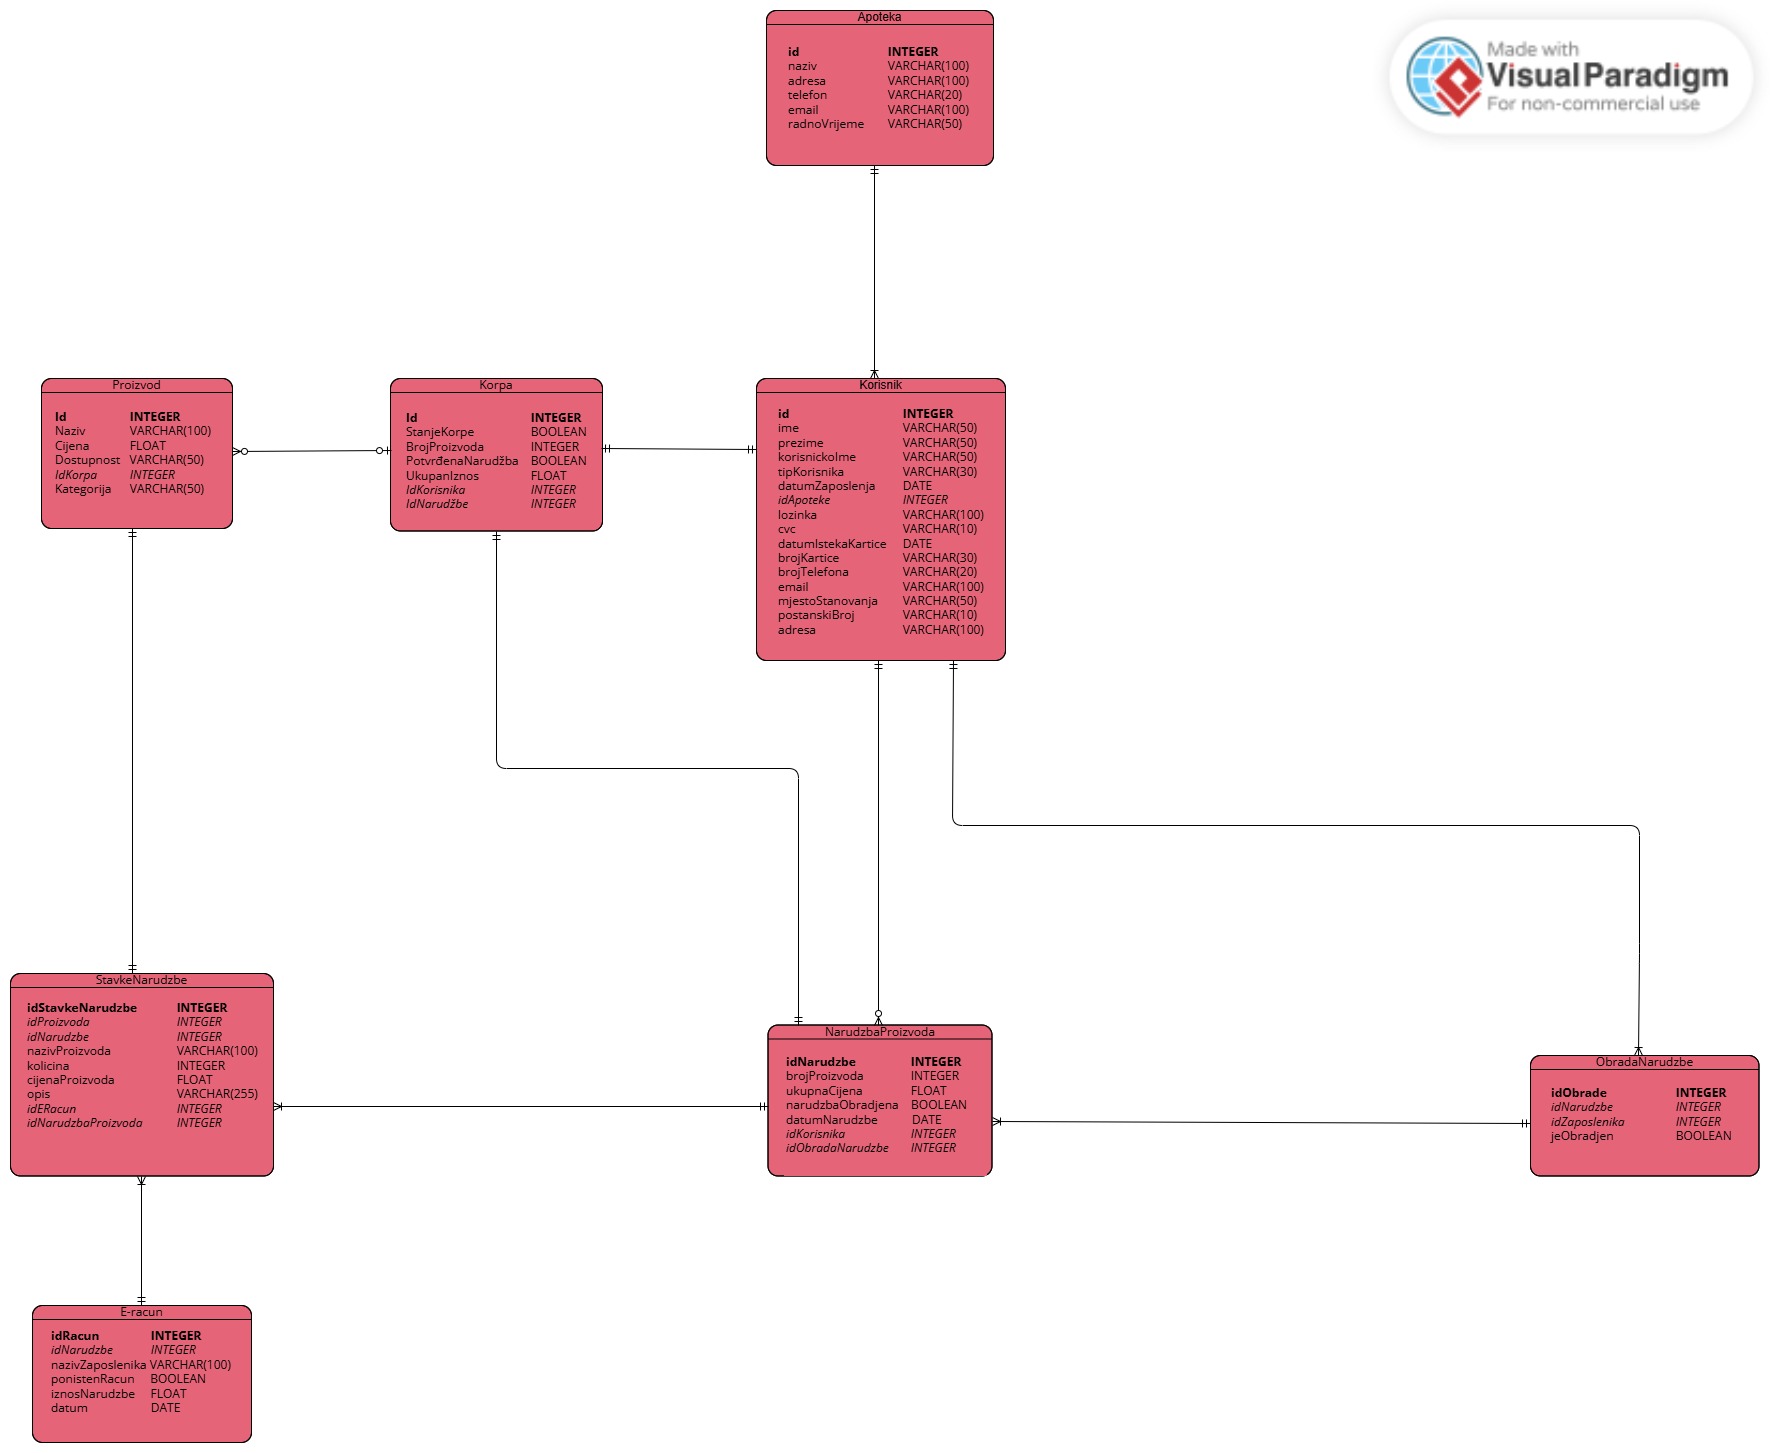 Apoteka
id INTEGER
naziv VARCHAR(100)
adresa VARCHAR(100)
telefon VARCHAR(20)
email VARCHAR(100)
radnoVrijeme VARCHAR(50)
Made with
Visual Paradigm
For non-commercial use
Proizvod
Id INTEGER
Naziv VARCHAR(100)
Cijena FLOAT
Dostupnost VARCHAR(50)
IdKorpa INTEGER
Kategorija VARCHAR(50)
Korpa
Id INTEGER
StanjeKorpe BOOLEAN
BrojProizvoda INTEGER
PotvrđenaNarudžba BOOLEAN
UkupanIznos FLOAT
IdKorisnika INTEGER
IdNarudžbe INTEGER
Korisnik
id INTEGER
ime VARCHAR(50)
prezime VARCHAR(50)
korisnickoIme VARCHAR(50)
tipKorisnika VARCHAR(30)
datumZaposlenja DATE
idApoteke INTEGER
lozinka VARCHAR(100)
cvc VARCHAR(10)
datumIstekaKartice DATE
brojKartice VARCHAR(30)
brojTelefona VARCHAR(20)
email VARCHAR(100)
mjestoStanovanja VARCHAR(50)
postanskiBroj VARCHAR(10)
adresa VARCHAR(100)
StavkeNarudzbe
idStavkeNarudzbe INTEGER
idProizvoda INTEGER
idNarudzbe INTEGER
nazivProizvoda VARCHAR(100)
kolicina INTEGER
cijenaProizvoda FLOAT
opis VARCHAR(255)
idERacun INTEGER
idNarudzbaProizvoda INTEGER
NarudzbaProizvoda
idNarudzbe INTEGER
brojProizvoda INTEGER
ukupnaCijena FLOAT
narudzbaObradjena BOOLEAN
datumNarudzbe DATE
idKorisnika INTEGER
idObradaNarudzbe INTEGER
ObradaNarudzbe
idObrade INTEGER
idNarudzbe INTEGER
idZaposlenika INTEGER
jeObradjen BOOLEAN
E-racun
idRacun INTEGER
idNarudzbe INTEGER
nazivZaposlenika VARCHAR(100)
ponistenRacun BOOLEAN
iznosNarudzbe FLOAT
datum DATE